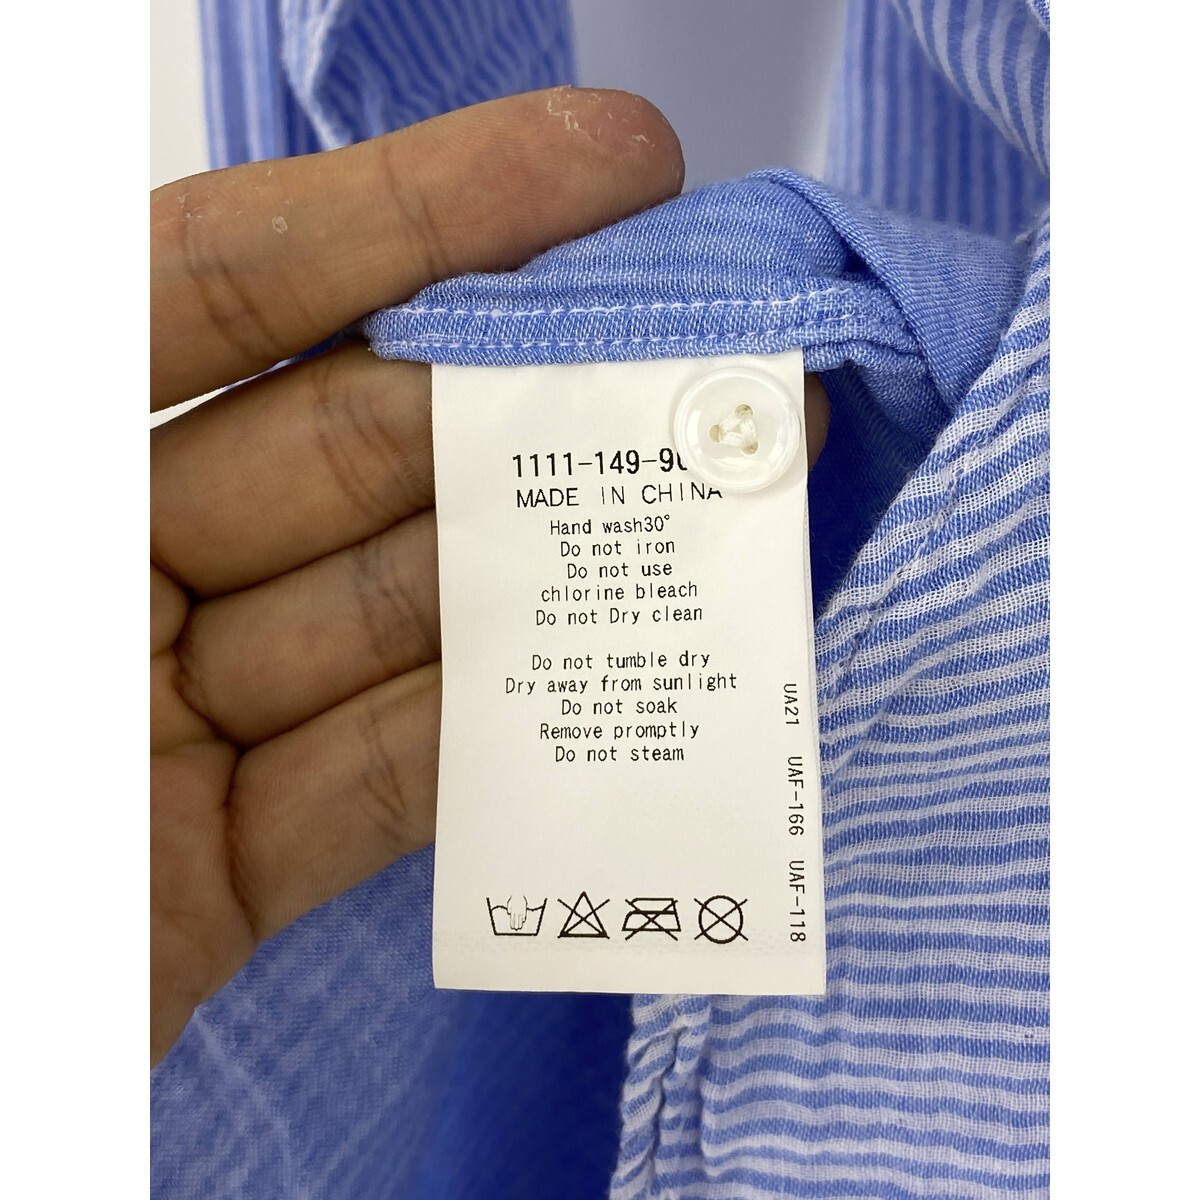 1111-149-9
MADE IN CHINA
Hand wash30°
Do not iron
Do not use
chlorine bleach
Do not Dry clean
Do not tumble dry
Dry away from sunlight
Do not soak
Remove promptly
Do not steam
UA21 UAF-166 UAF-118